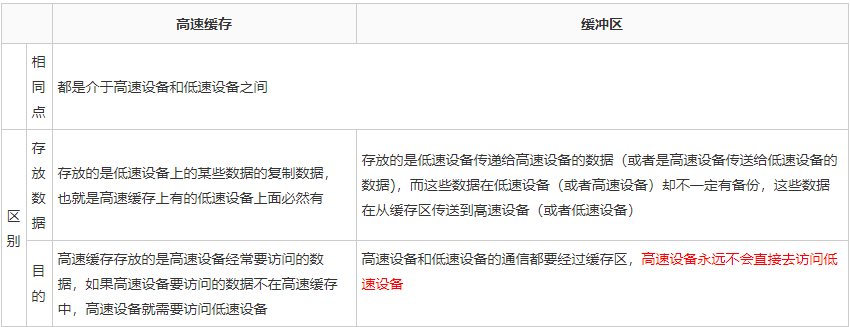 高速缓存
缓冲区
相
同
点
都是介于高速设备和低速设备之间
区
别
存
放
数
据
存放的是低速设备上的某些数据的复制数据，
也就是高速缓存上有的低速设备上面必然有
存放的是低速设备传递给高速设备的数据（或者是高速设备传送给低速设备的
数据），而这些数据在低速设备（或者高速设备）却不一定有备份，这些数据
在从缓存区传送到高速设备（或者低速设备）
目
的
高速缓存存放的是高速设备经常要访问的数
据，如果高速设备要访问的数据不在高速缓存
中，高速设备就需要访问低速设备
高速设备和低速设备的通信都要经过缓存区，高速设备永远不会直接去访问低
速设备